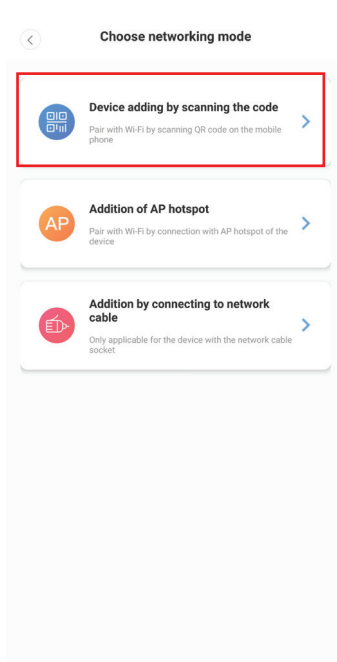 Choose networking mode
Device adding by scanning the code
Pair with Wi-Fi by scanning QR code on the mobile
phone
AP
Addition of AP hotspot
Pair with Wi-Fi by connection with AP hotspot of the
device
Addition by connecting to network
cable
Only applicable for the device with the network cable
socket